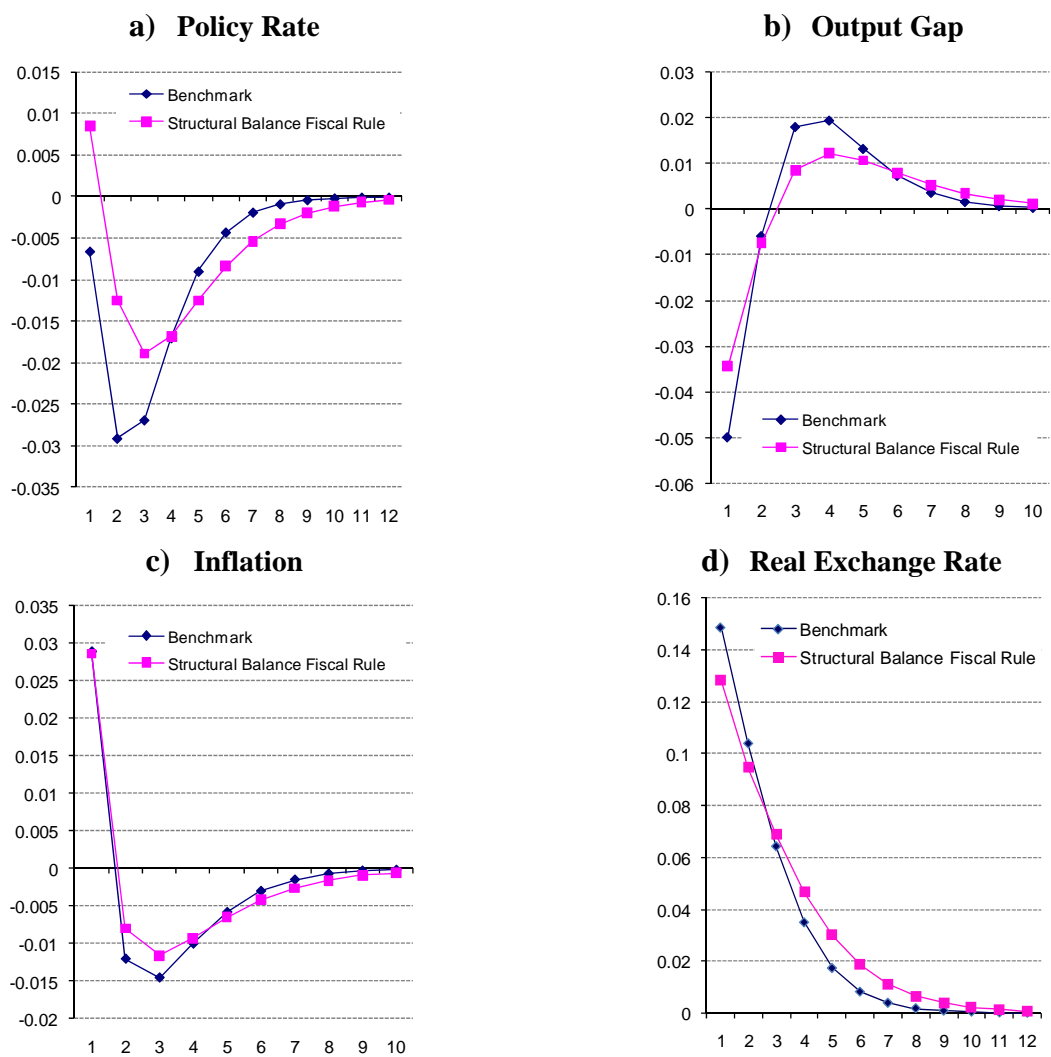 a) Policy Rate
0.015
0.01
0.005
0
-0.005
-0.01
-0.015
-0.02
-0.025
-0.03
-0.035
Benchmark
Structural Balance Fiscal Rule
1 2 3 4 5 6 7 8 9 10 11 12
b) Output Gap
0.03
0.02
0.01
0
-0.01
-0.02
-0.03
-0.04
-0.05
-0.06
Benchmark
Structural Balance Fiscal Rule
1 2 3 4 5 6 7 8 9 10
c) Inflation
0.035
0.03
0.025
0.02
0.015
0.01
0.005
0
-0.005
-0.01
-0.015
-0.02
Benchmark
Structural Balance Fiscal Rule
1 2 3 4 5 6 7 8 9 10
d) Real Exchange Rate
0.16
0.14
0.12
0.1
0.08
0.06
0.04
0.02
0
Benchmark
Structural Balance Fiscal Rule
1 2 3 4 5 6 7 8 9 10 11 12